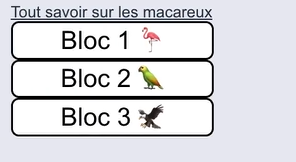 Tout savoir sur les macareux
Bloc 1 🦩
Bloc 2 🦜
Bloc 3 🦅